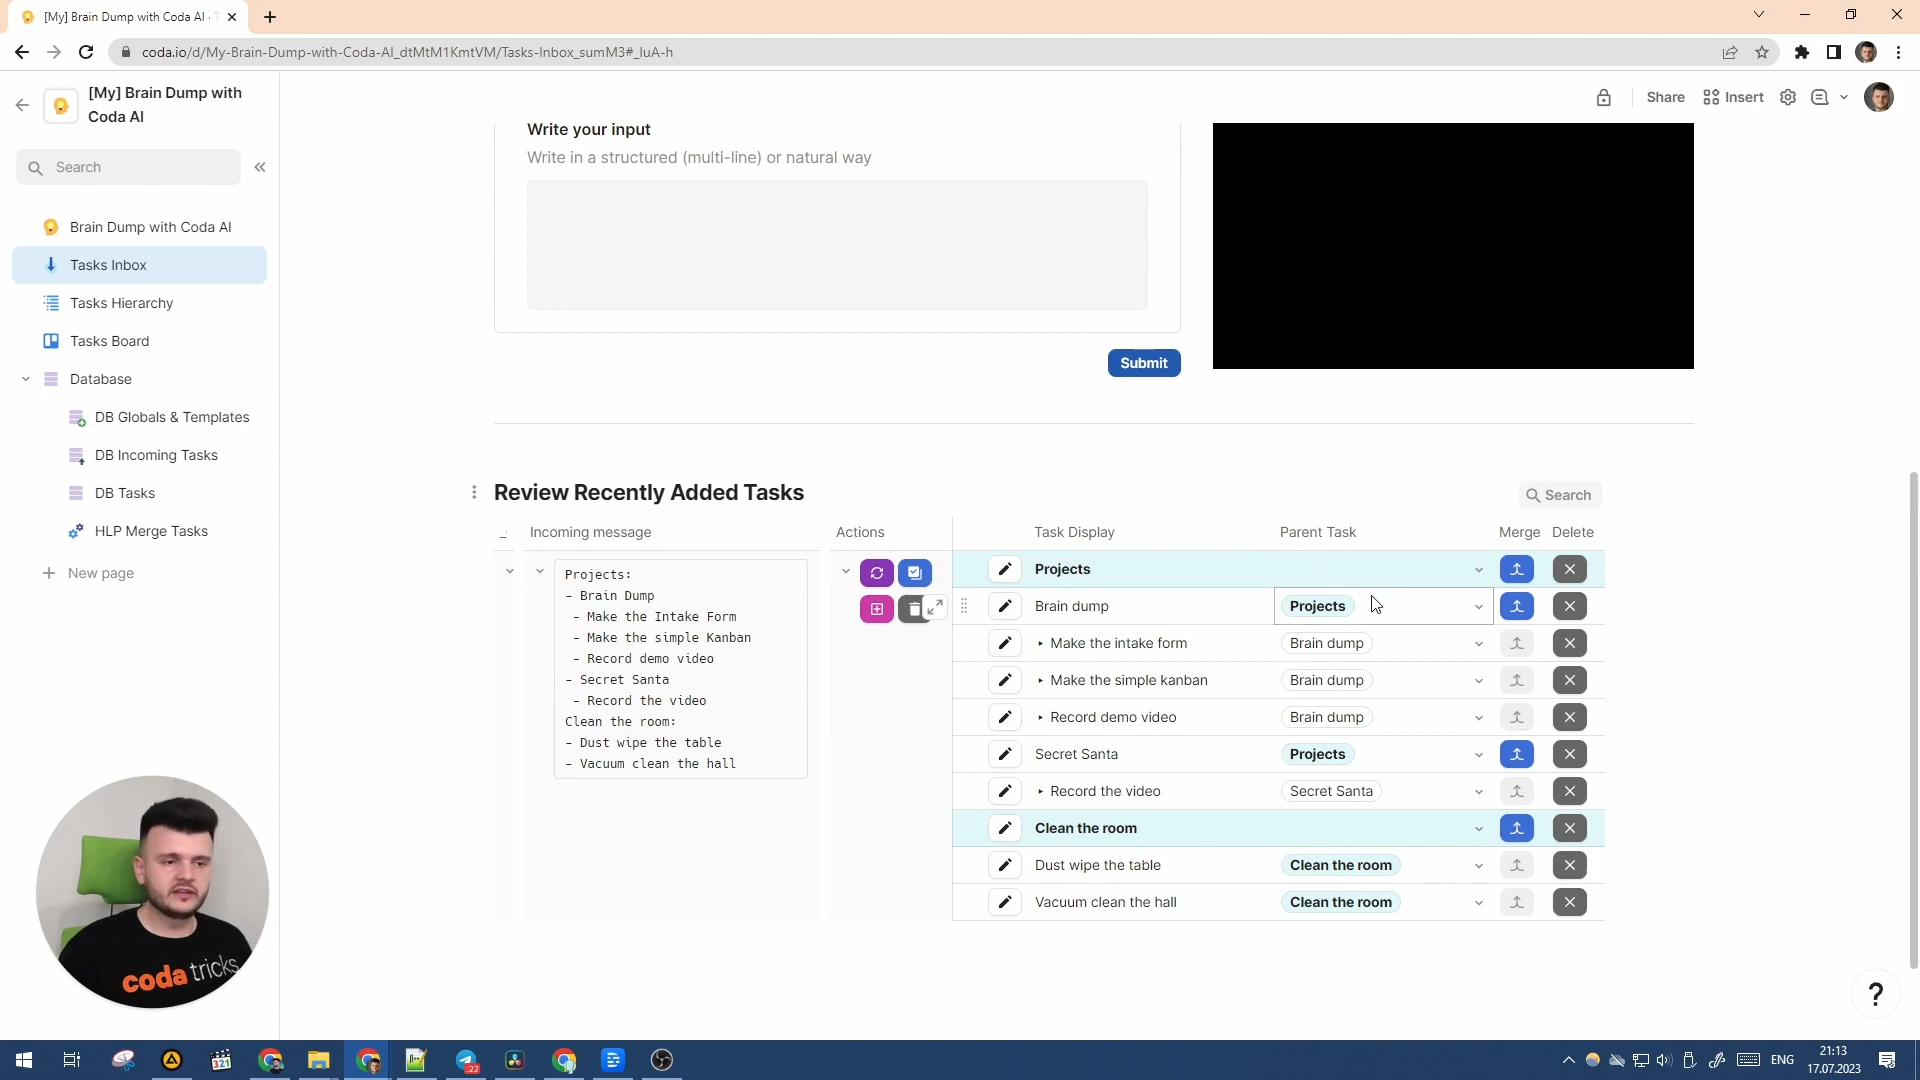 [My] Brain Dump with Coda AI · T
coda.io/d/My-Brain-Dump-with-Coda-AI_dtMtM1KmtVM/Tasks-Inbox_sumM3#_luA-h
[My] Brain Dump with
Coda AI
Share
Insert
Search
Brain Dump with Coda AI
Tasks Inbox
Tasks Hierarchy
Tasks Board
Database
DB Globals & Templates
DB Incoming Tasks
DB Tasks
HLP Merge Tasks
New page
Write your input
Write in a structured (multi-line) or natural way
Submit
Review Recently Added Tasks
Search
Incoming message
Actions
Task Display
Parent Task
Merge
Delete
Projects:
- Brain Dump
- Make the Intake Form
- Make the simple Kanban
- Record demo video
- Secret Santa
- Record the video
Clean the room:
- Dust wipe the table
- Vacuum clean the hall
Projects
Brain dump
Projects
Make the intake form
Brain dump
Make the simple kanban
Brain dump
Record demo video
Brain dump
Secret Santa
Projects
Record the video
Secret Santa
Clean the room
Dust wipe the table
Clean the room
Vacuum clean the hall
Clean the room
coda tricks
?
321
22
ENG
21:13
17.07.2023